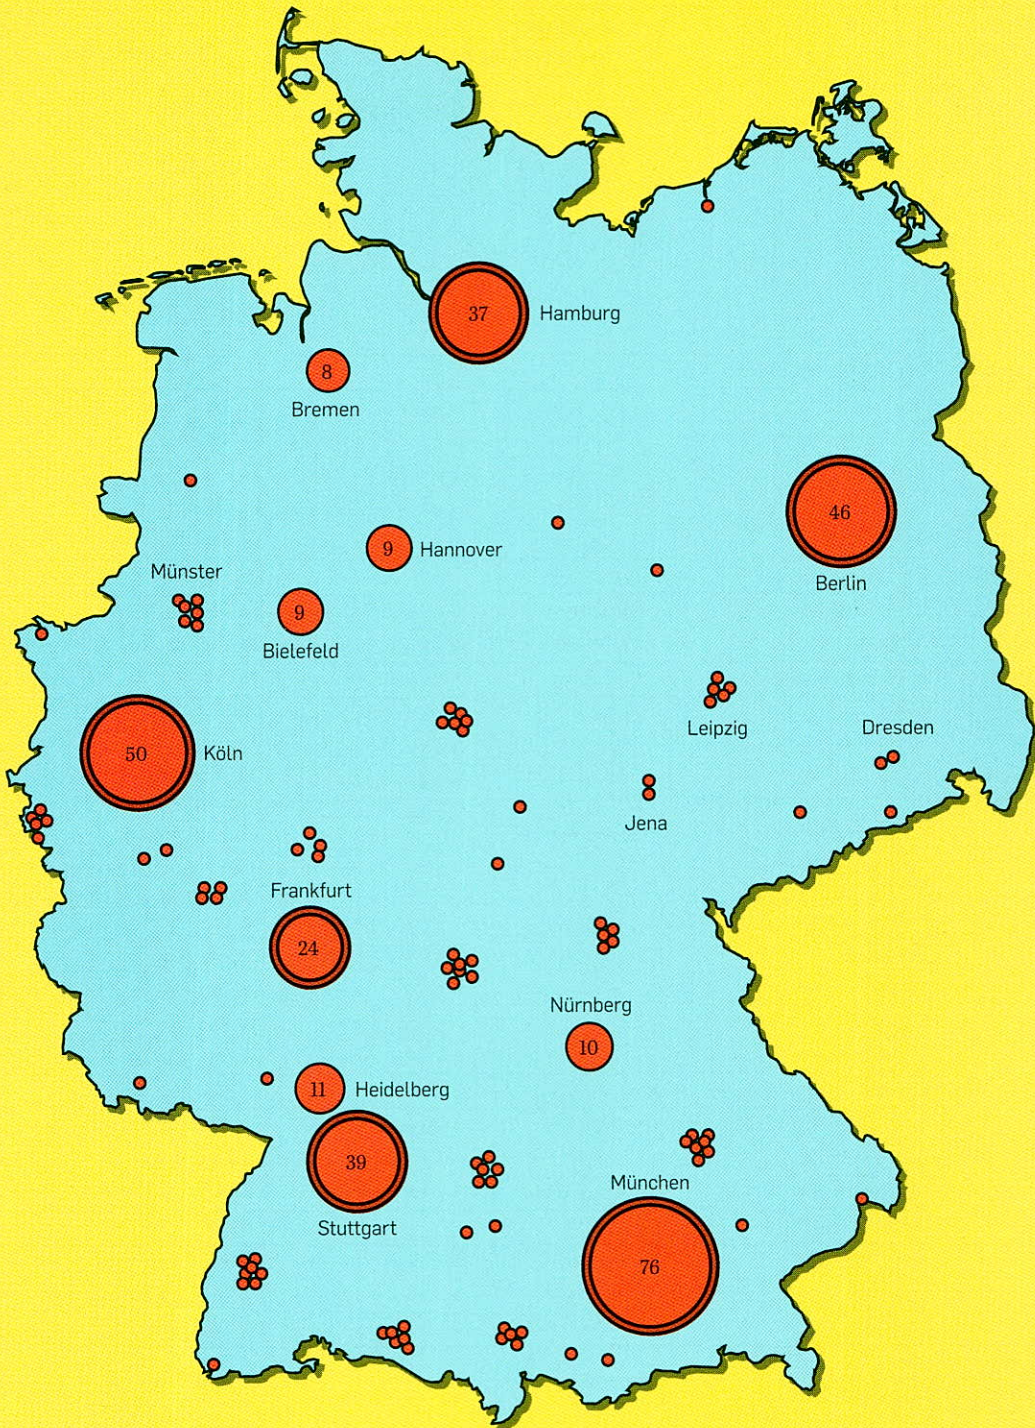 37
Hamburg
8
Bremen
46
Berlin
9
Hannover
Münster
9
Bielefeld
Leipzig
Dresden
50
Köln
Jena
Frankfurt
24
Nürnberg
10
11
Heidelberg
39
Stuttgart
München
76